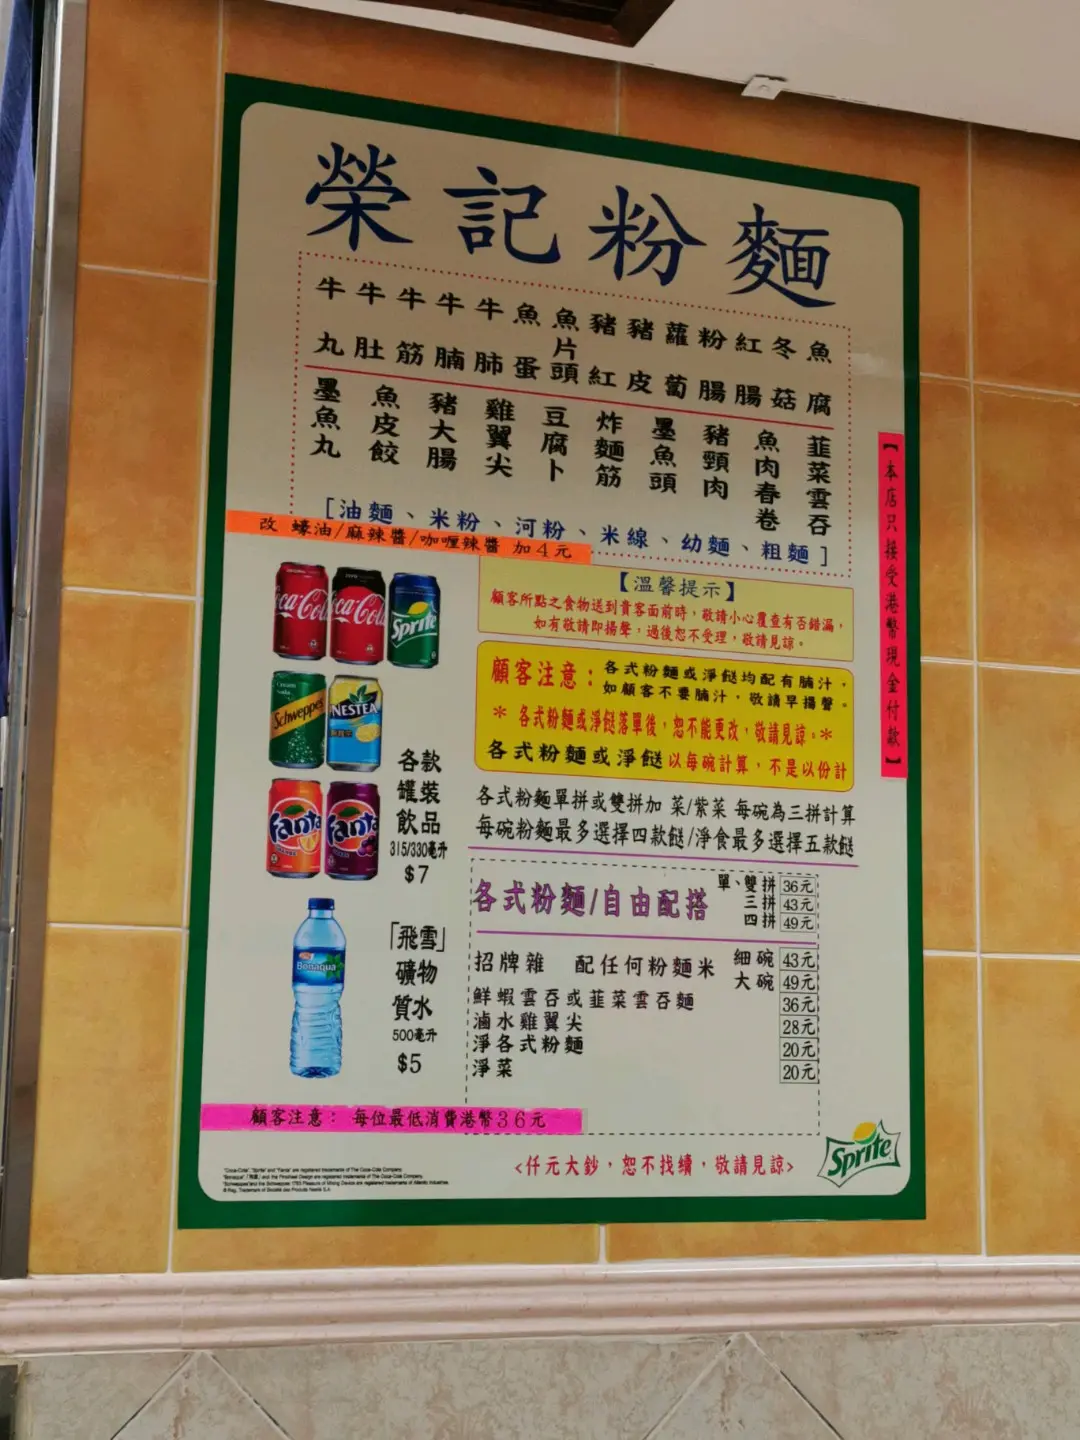 榮記粉麵
牛丸 牛肚 牛筋 牛腩 牛肺 魚蛋 魚片頭 豬紅 豬皮 蘿蔔 粉腸 紅腸 冬菇 魚腐
墨魚丸 魚皮餃 豬大腸 雞翼尖 豆腐卜 炸麵筋 墨魚頭 豬頸肉 魚肉春卷 韮菜雲吞
[油麵、米粉、河粉、米線、幼麵、粗麵]
改 蠔油/麻辣醬/咖喱辣醬 加4元
【本店只接受港幣現金付款】
【溫馨提示】
顧客所點之食物送到貴客面前時，敬請小心覆查有否錯漏，
如有敬請即揚聲，過後恕不受理，敬請見諒。
顧客注意：各式粉麵或淨餸均配有腩汁，
如顧客不要腩汁，敬請早揚聲。
＊各式粉麵或淨餸落單後，恕不能更改，敬請見諒。＊
各式粉麵或淨餸以每碗計算，不是以份計
各式粉麵單拼或雙拼加 菜/紫菜 每碗為三拼計算
每碗粉麵最多選擇四款餸/淨食最多選擇五款餸
Coca-Cola
Coca-Cola
Sprite
Cream Soda
Schweppes
NESTEA
Fanta
Fanta
各款
罐裝
飲品
315/330毫升
$7
Bonaqua
「飛雪」
礦物
質水
500毫升
$5
各式粉麵/自由配搭
單、雙拼 36元
三拼 43元
四拼 49元
招牌雜 配任何粉麵米 細碗 43元
大碗 49元
鮮蝦雲吞或韮菜雲吞麵 36元
滷水雞翼尖 28元
淨各式粉麵 20元
淨菜 20元
顧客注意： 每位最低消費港幣36元
<仟元大鈔，恕不找續，敬請見諒>
Sprite